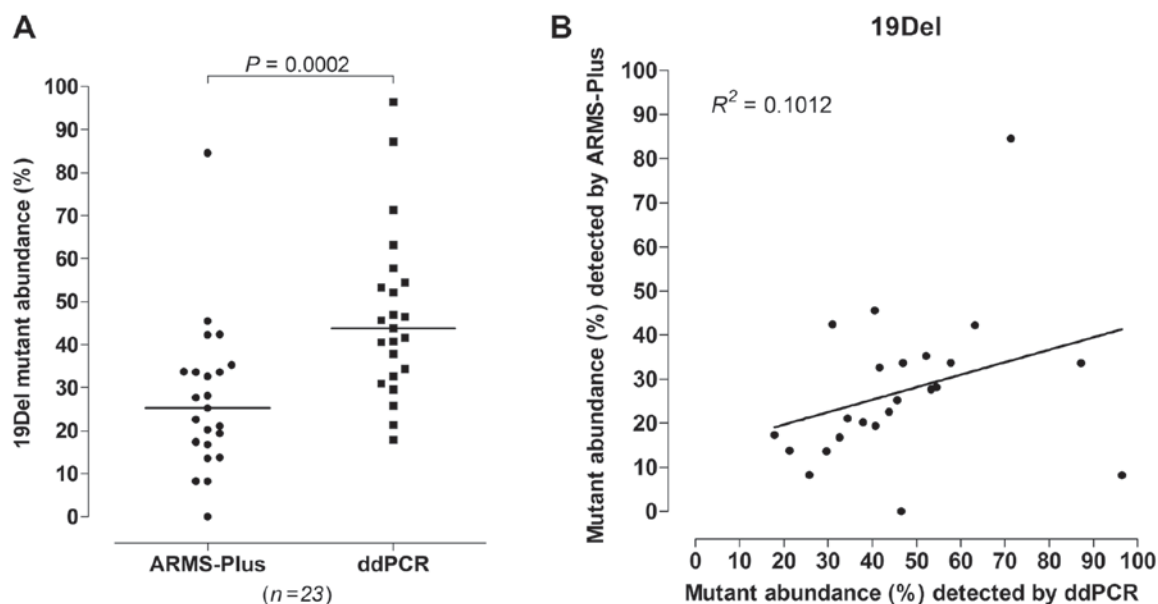 A
P = 0.0002
19Del mutant abundance (%)
100
90
80
70
60
50
40
30
20
10
0
ARMS-Plus
ddPCR
(n=23)
B
19Del
R² = 0.1012
Mutant abundance (%) detected by ARMS-Plus
100
90
80
70
60
50
40
30
20
10
0
0 10 20 30 40 50 60 70 80 90 100
Mutant abundance (%) detected by ddPCR